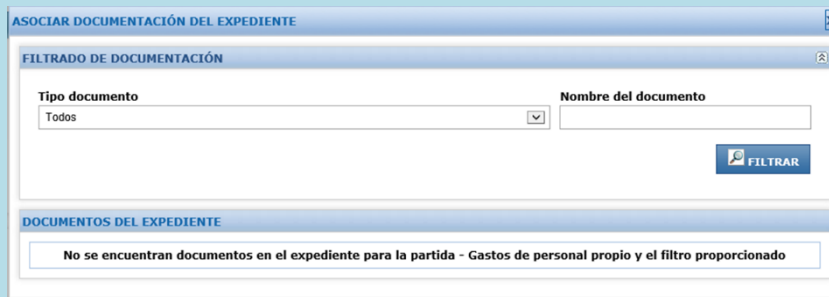 ASOCIAR DOCUMENTACIÓN DEL EXPEDIENTE
FILTRADO DE DOCUMENTACIÓN
Tipo documento Nombre del documento
Todos
FILTRAR
DOCUMENTOS DEL EXPEDIENTE
No se encuentran documentos en el expediente para la partida - Gastos de personal propio y el filtro proporcionado